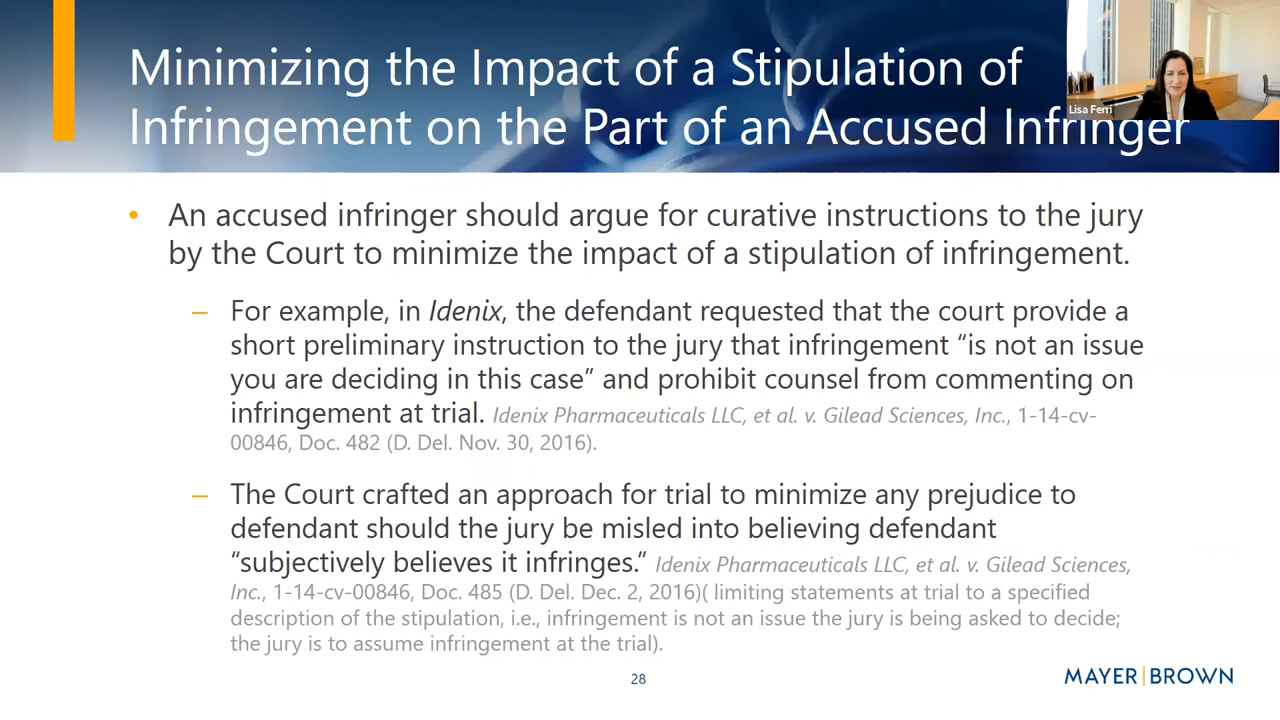 Minimizing the Impact of a Stipulation of
Infringement on the Part of an Accused Infringer
Lisa Ferri
• An accused infringer should argue for curative instructions to the jury
by the Court to minimize the impact of a stipulation of infringement.
– For example, in Idenix, the defendant requested that the court provide a
short preliminary instruction to the jury that infringement “is not an issue
you are deciding in this case” and prohibit counsel from commenting on
infringement at trial. Idenix Pharmaceuticals LLC, et al. v. Gilead Sciences, Inc., 1-14-cv-
00846, Doc. 482 (D. Del. Nov. 30, 2016).
– The Court crafted an approach for trial to minimize any prejudice to
defendant should the jury be misled into believing defendant
“subjectively believes it infringes.” Idenix Pharmaceuticals LLC, et al. v. Gilead Sciences,
Inc., 1-14-cv-00846, Doc. 485 (D. Del. Dec. 2, 2016)( limiting statements at trial to a specified
description of the stipulation, i.e., infringement is not an issue the jury is being asked to decide;
the jury is to assume infringement at the trial).
28
MAYER|BROWN